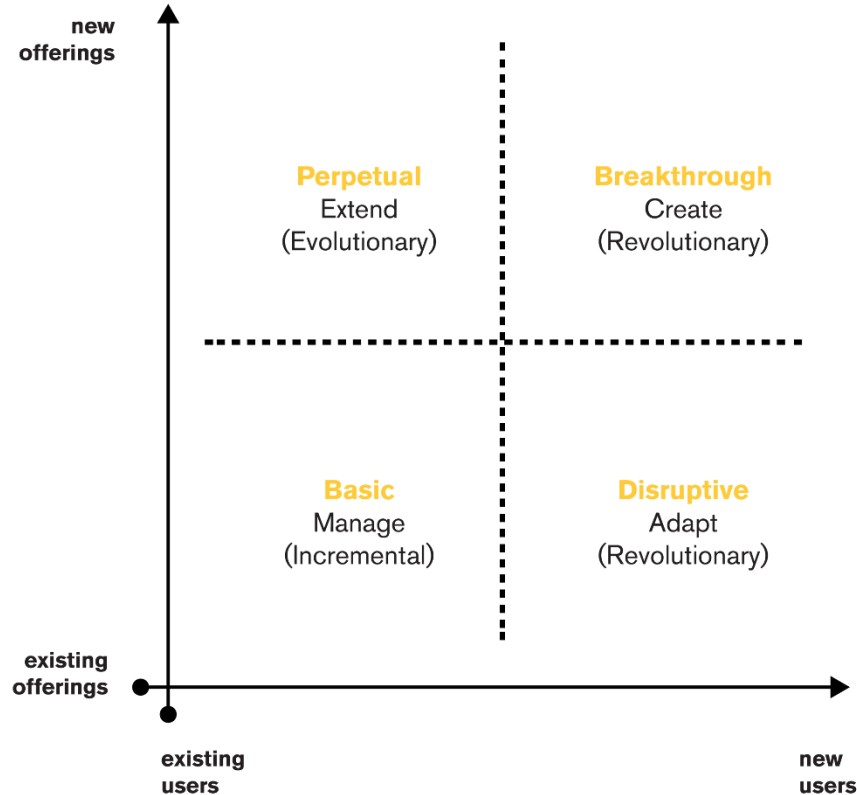 new
offerings
Perpetual
Extend
(Evolutionary)
Breakthrough
Create
(Revolutionary)
Basic
Manage
(Incremental)
Disruptive
Adapt
(Revolutionary)
existing
offerings
existing
users
new
users